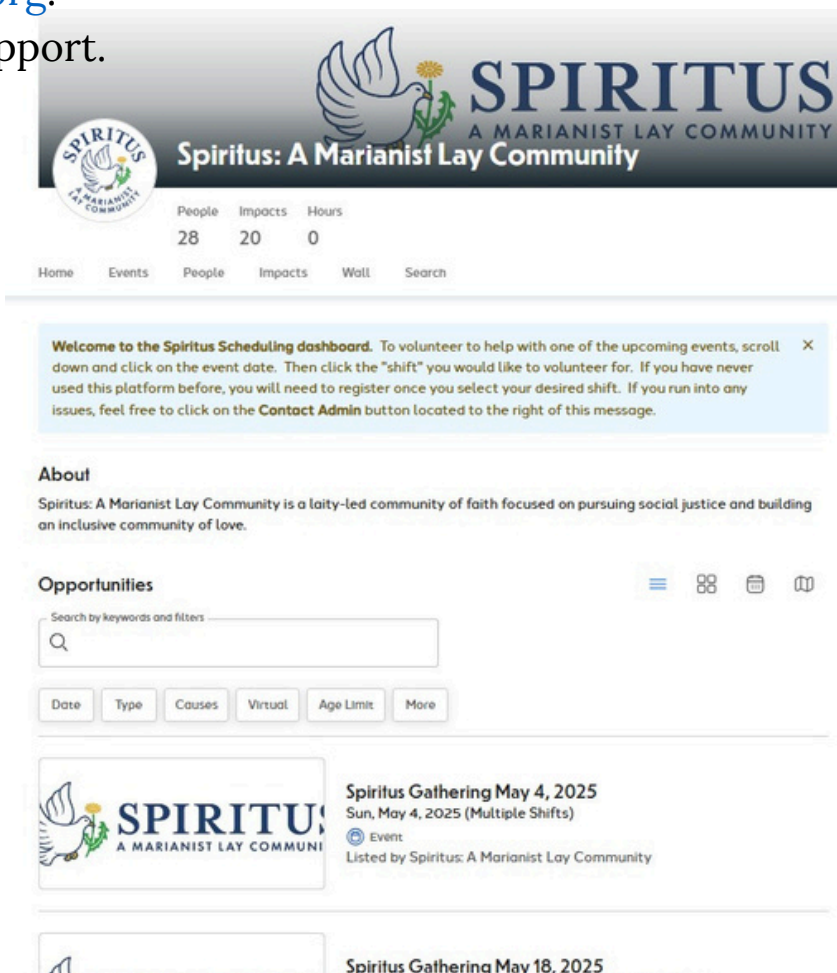 org.
pport.
SPIRITUS
A MARIANIST LAY COMMUNITY
SPIRITUS
A MARIANIST
LAY COMMUNITY
Spiritus: A Marianist Lay Community
People Impacts Hours
28 20 0
Home Events People Impacts Wall Search
Welcome to the Spiritus Scheduling dashboard. To volunteer to help with one of the upcoming events, scroll
down and click on the event date. Then click the "shift" you would like to volunteer for. If you have never
used this platform before, you will need to register once you select your desired shift. If you run into any
issues, feel free to click on the Contact Admin button located to the right of this message.
About
Spiritus: A Marianist Lay Community is a laity-led community of faith focused on pursuing social justice and building
an inclusive community of love.
Opportunities
Search by keywords and filters
Date Type Causes Virtual Age Limit More
SPIRITUS
A MARIANIST LAY COMMUNI
Spiritus Gathering May 4, 2025
Sun, May 4, 2025 (Multiple Shifts)
Event
Listed by Spiritus: A Marianist Lay Community
Spiritus Gathering May 18, 2025